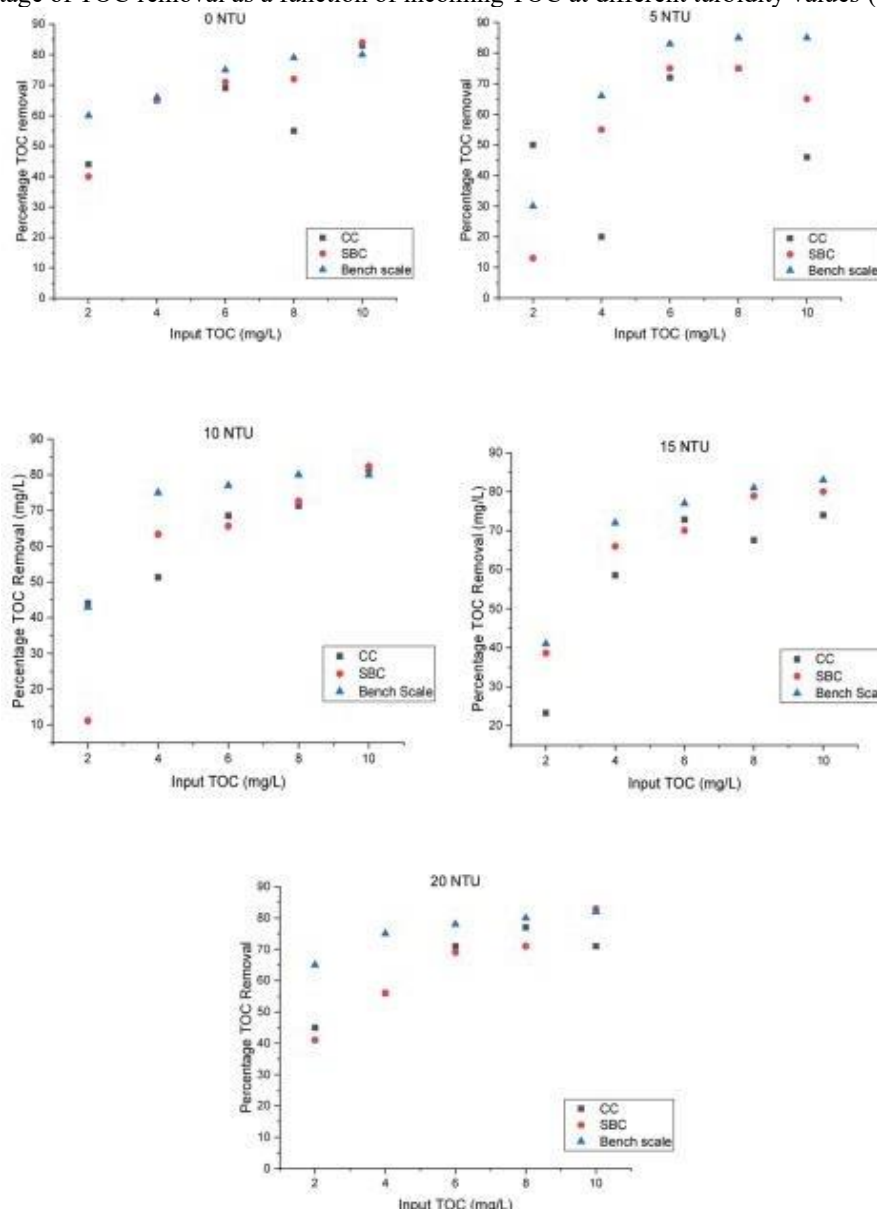 tage of TOC removal as a function of incoming TOC at different turbidity values (
0 NTU
90
80
70
60
50
40
30
20
10
0
Percentage TOC removal
CC
SBC
Bench scale
2 4 6 8 10
Input TOC (mg/L)
5 NTU
90
80
70
60
50
40
30
20
10
0
Percentage TOC removal
CC
SBC
Bench scale
2 4 6 8 10
Input TOC (mg/L)
10 NTU
90
80
70
60
50
40
30
20
10
Percentage TOC Removal (mg/L)
CC
SBC
Bench Scale
2 4 6 8 10
Input TOC (mg/L)
15 NTU
90
80
70
60
50
40
30
20
Percentage TOC Removal (mg/L)
CC
SBC
Bench Sca
2 4 6 8 10
Input TOC (mg/L)
20 NTU
90
80
70
60
50
40
30
20
10
0
Percentage TOC Removal
CC
SBC
Bench scale
2 4 6 8 10
Input TOC (mg/L)